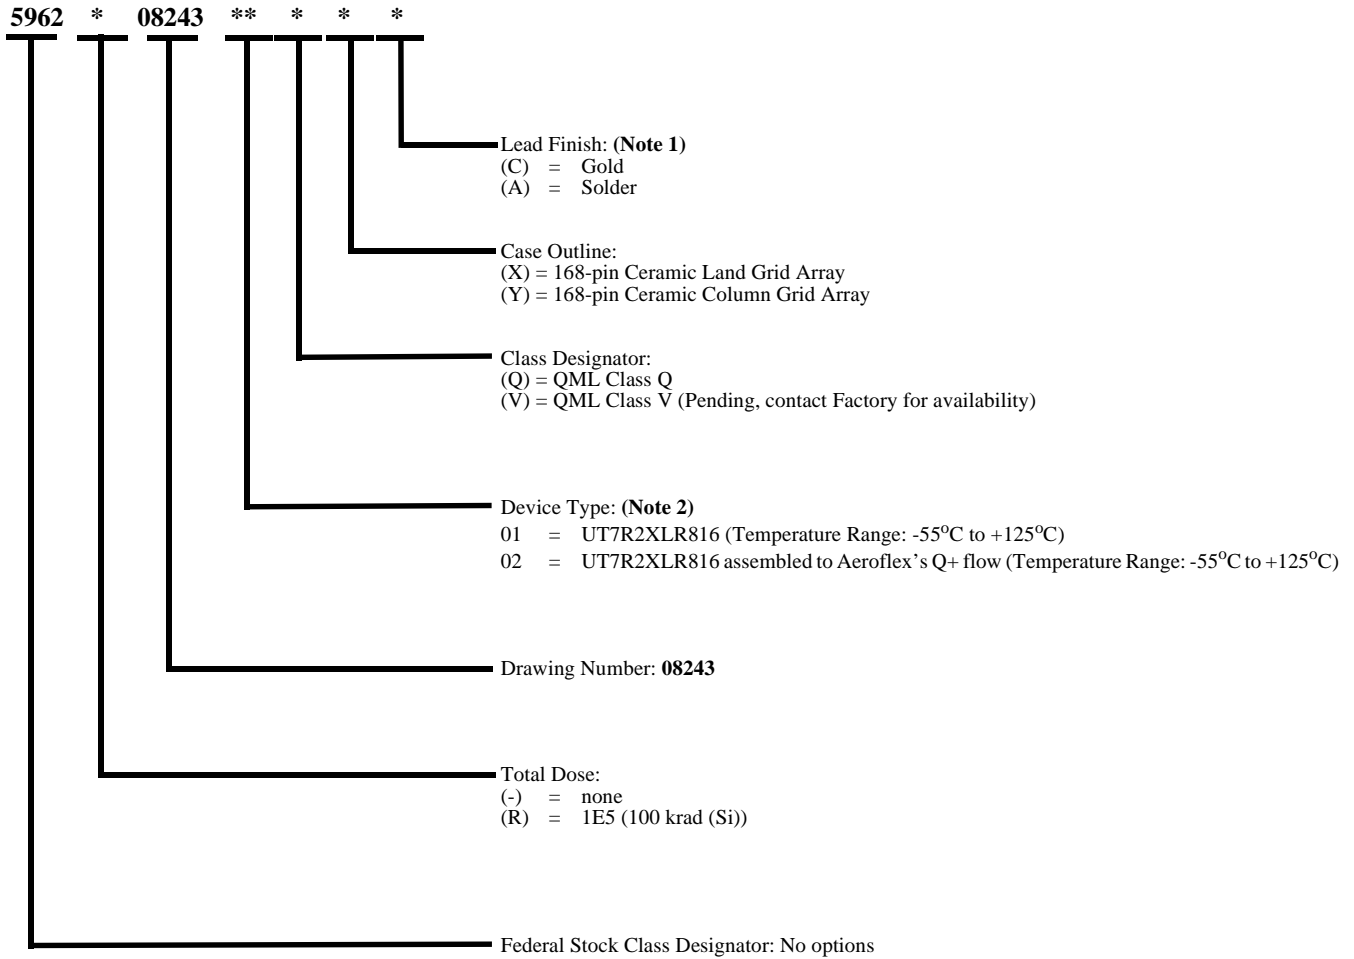 5962 * 08243 ** * * *
Lead Finish: (Note 1)
(C) = Gold
(A) = Solder
Case Outline:
(X) = 168-pin Ceramic Land Grid Array
(Y) = 168-pin Ceramic Column Grid Array
Class Designator:
(Q) = QML Class Q
(V) = QML Class V (Pending, contact Factory for availability)
Device Type: (Note 2)
01 = UT7R2XLR816 (Temperature Range: -55°C to +125°C)
02 = UT7R2XLR816 assembled to Aeroflex's Q+ flow (Temperature Range: -55°C to +125°C)
Drawing Number: 08243
Total Dose:
(-) = none
(R) = 1E5 (100 krad (Si))
Federal Stock Class Designator: No options